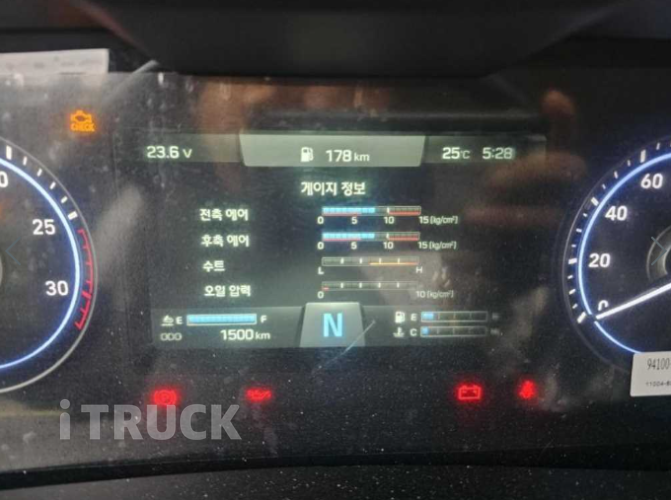 CHECK
23.6 V
178 km
25°C 5:28
게이지 정보
전축 에어
0 5 10 15(kg/cm²)
후축 에어
0 5 10 15(kg/cm²)
수트
L H
오일 압력
0 10(kg/cm²)
E F
1500 km
N
E
C
25
30
60
40
20
0
94100-
iTRUCK